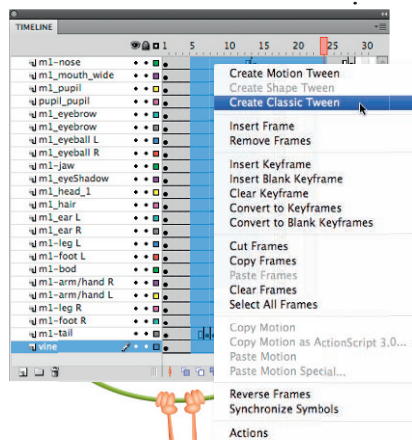 TIMELINE
1 5 10 15 20 25 30
m1-nose
m1_mouth_wide
m1_pupil
pupil_pupil
m1_eyebrow
m1_eyebrow
m1_eyeball L
m1_eyeball R
m1-jaw
m1_eyeShadow
m1_head_1
m1_hair
m1_ear L
m1_ear R
m1-leg L
m1-foot L
m1-bod
m1-arm/hand R
m1-arm/hand L
m1-leg R
m1-foot R
m1-tail
vine
Create Motion Tween
Create Shape Tween
Create Classic Tween
Insert Frame
Remove Frames
Insert Keyframe
Insert Blank Keyframe
Clear Keyframe
Convert to Keyframes
Convert to Blank Keyframes
Cut Frames
Copy Frames
Paste Frames
Clear Frames
Select All Frames
Copy Motion
Copy Motion as ActionScript 3.0...
Paste Motion
Paste Motion Special...
Reverse Frames
Synchronize Symbols
Actions